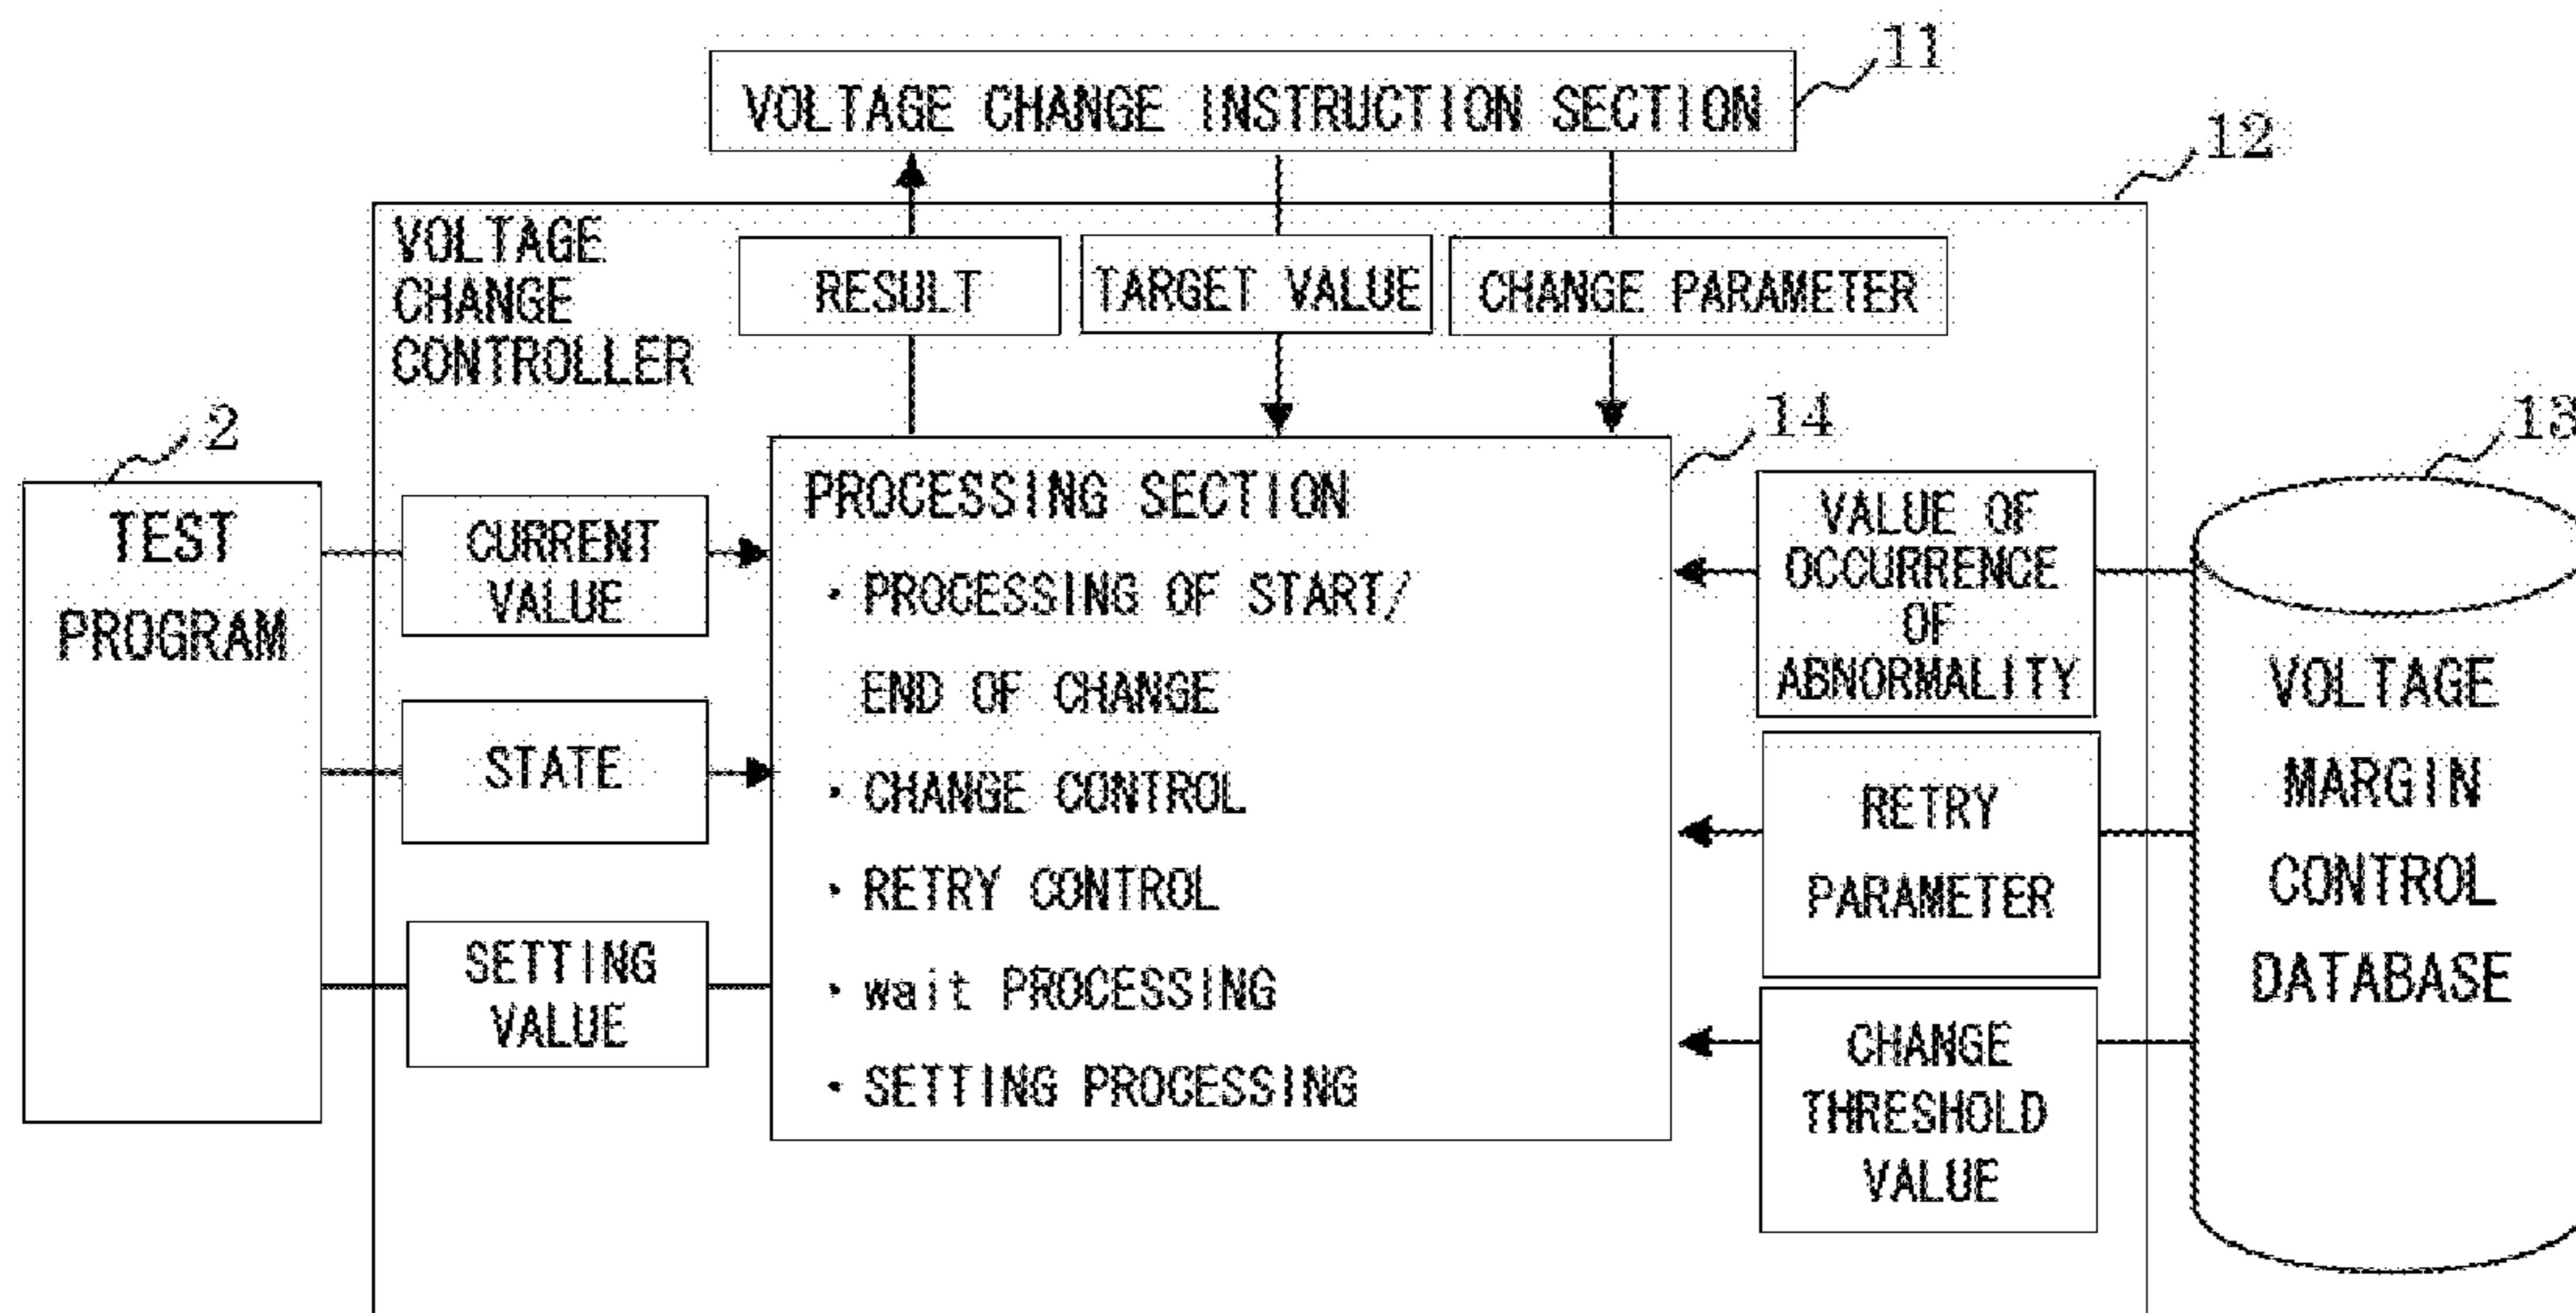 11
VOLTAGE CHANGE INSTRUCTION SECTION
12
VOLTAGE
CHANGE
CONTROLLER
RESULT
TARGET VALUE
CHANGE PARAMETER
2
TEST
PROGRAM
CURRENT
VALUE
STATE
SETTING
VALUE
14
PROCESSING SECTION
・PROCESSING OF START/
END OF CHANGE
・CHANGE CONTROL
・RETRY CONTROL
・wait PROCESSING
・SETTING PROCESSING
VALUE OF
OCCURRENCE
OF
ABNORMALITY
RETRY
PARAMETER
CHANGE
THRESHOLD
VALUE
13
VOLTAGE
MARGIN
CONTROL
DATABASE